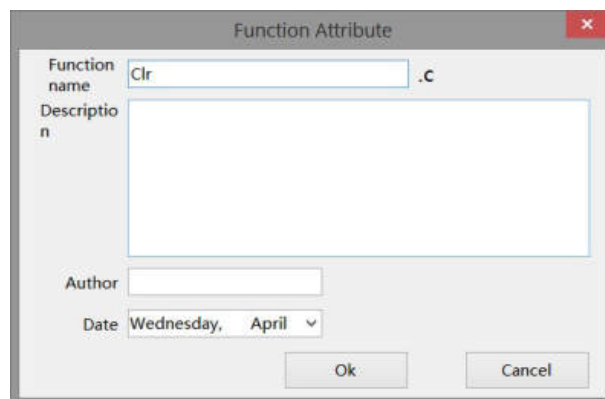 Function Attribute
Function
name
Clr
.c
Descriptio
n
Author
Date
Wednesday, April
Ok
Cancel